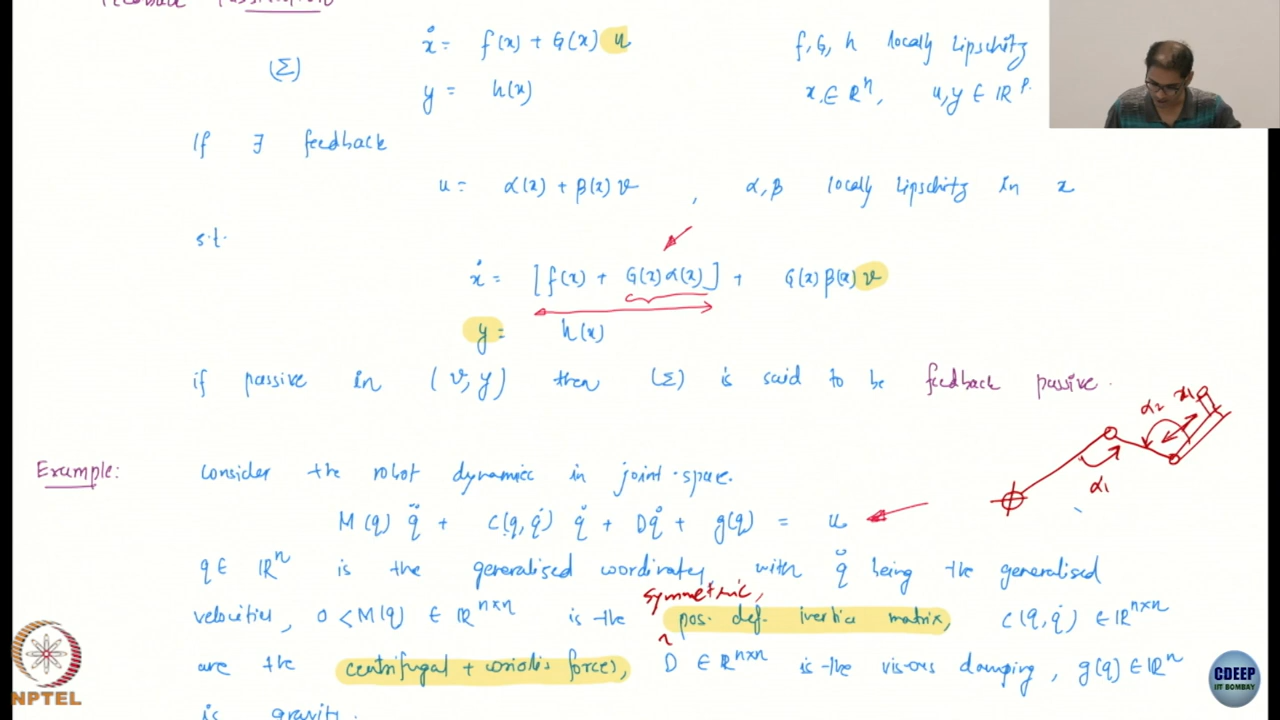 Feedback Passivation
ẋ = f(x) + G(x) u    f, G, h locally lipschitz
(Σ)
y = h(x)    x ∈ ℝⁿ, u,y ∈ ℝᵖ.
If ∃ feedback
u = α(x) + β(x) v , α,β locally lipschitz in x
s.t.
ẋ = [f(x) + G(x)α(x)] + G(x)β(x) v
y = h(x)
if passive in (v, y) then (Σ) is said to be feedback passive.
α2 x1
α1
Example: Consider the robot dynamics in joint-space.
M(q) q̈ + C(q, q̇) q̇ + Dq̇ + g(q) = u
q ∈ ℝⁿ is the generalised coordinates with q̇ being the generalised
symmetric,
velocities, 0 < M(q) ∈ ℝⁿˣⁿ is the pos. def. inertia matrix, C(q, q̇) ∈ ℝⁿˣⁿ
are the centrifugal + coriolis forces, D ∈ ℝⁿˣⁿ is the viscous damping, g(q) ∈ ℝⁿ
is gravity.
NPTEL
CDEEP
IIT BOMBAY